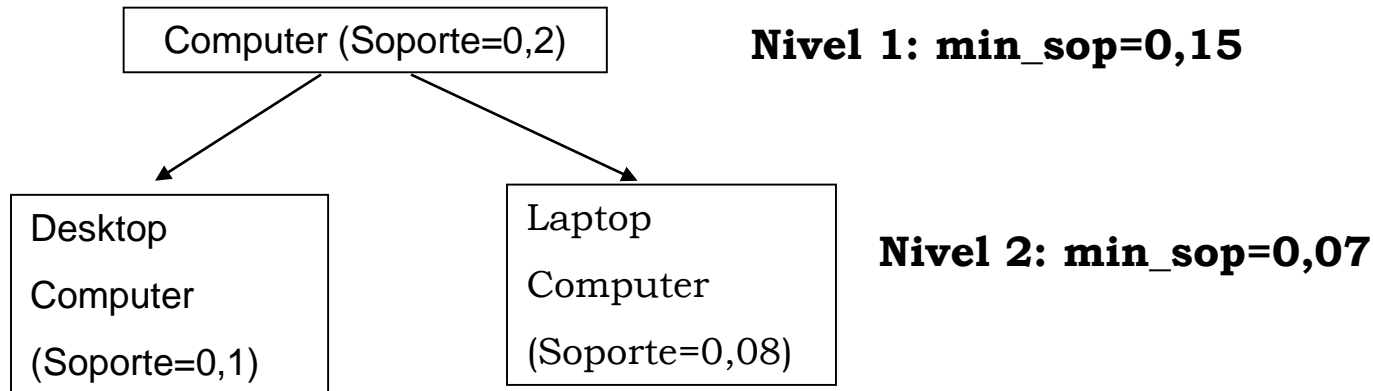 Computer (Soporte=0,2)
Nivel 1: min_sop=0,15
Desktop
Computer
(Soporte=0,1)
Laptop
Computer
(Soporte=0,08)
Nivel 2: min_sop=0,07